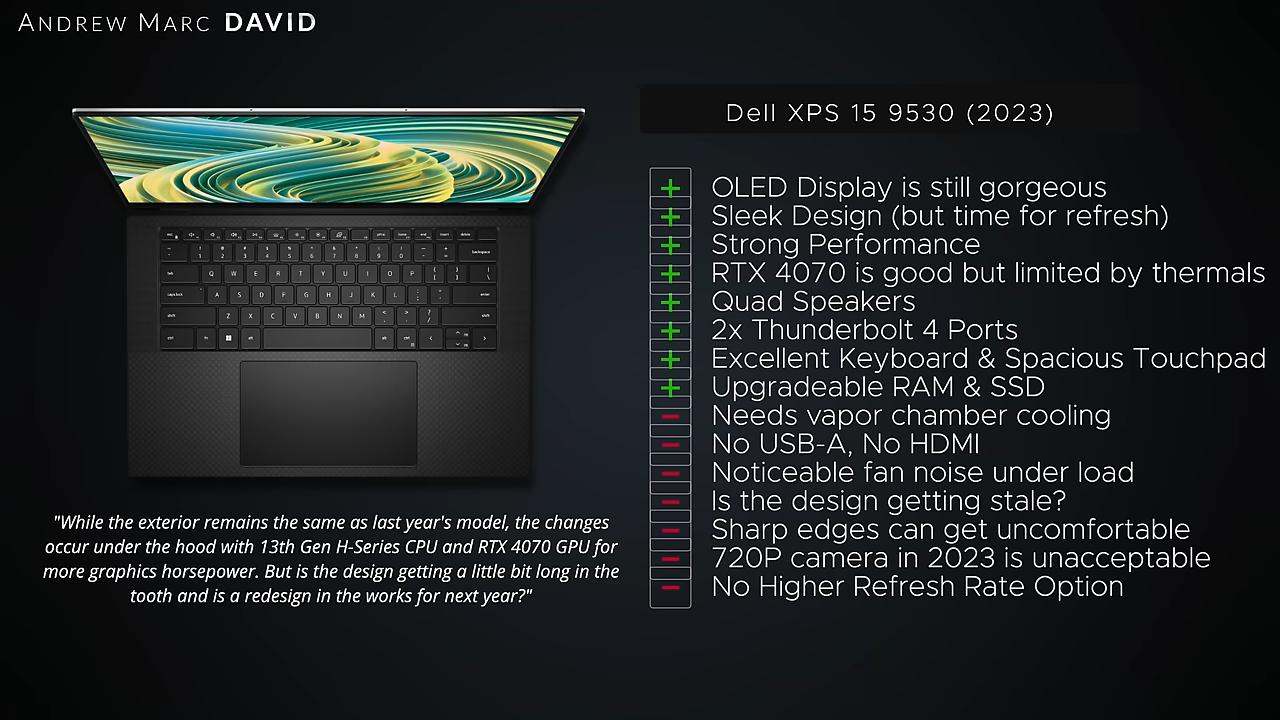 ANDREW MARC DAVID
Dell XPS 15 9530 (2023)
+ OLED Display is still gorgeous
+ Sleek Design (but time for refresh)
+ Strong Performance
+ RTX 4070 is good but limited by thermals
+ Quad Speakers
+ 2x Thunderbolt 4 Ports
+ Excellent Keyboard & Spacious Touchpad
+ Upgradeable RAM & SSD
- Needs vapor chamber cooling
- No USB-A, No HDMI
- Noticeable fan noise under load
- Is the design getting stale?
- Sharp edges can get uncomfortable
- 720P camera in 2023 is unacceptable
- No Higher Refresh Rate Option
"While the exterior remains the same as last year's model, the changes
occur under the hood with 13th Gen H-Series CPU and RTX 4070 GPU for
more graphics horsepower. But is the design getting a little bit long in the
tooth and is a redesign in the works for next year?"